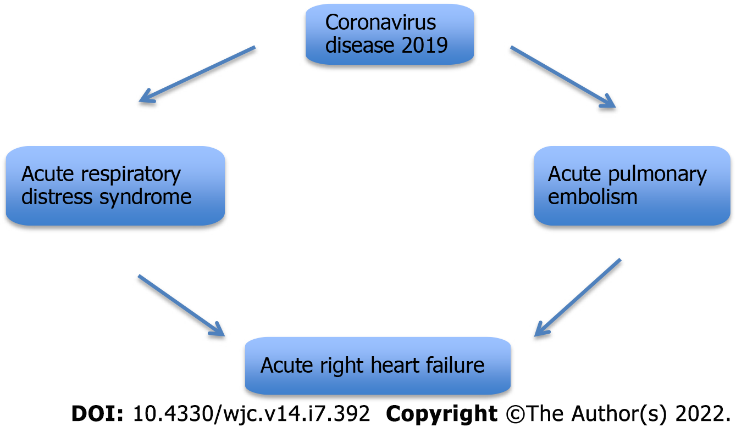 Coronavirus
disease 2019
Acute respiratory
distress syndrome
Acute pulmonary
embolism
Acute right heart failure
DOI: 10.4330/wjc.v14.i7.392 Copyright ©The Author(s) 2022.